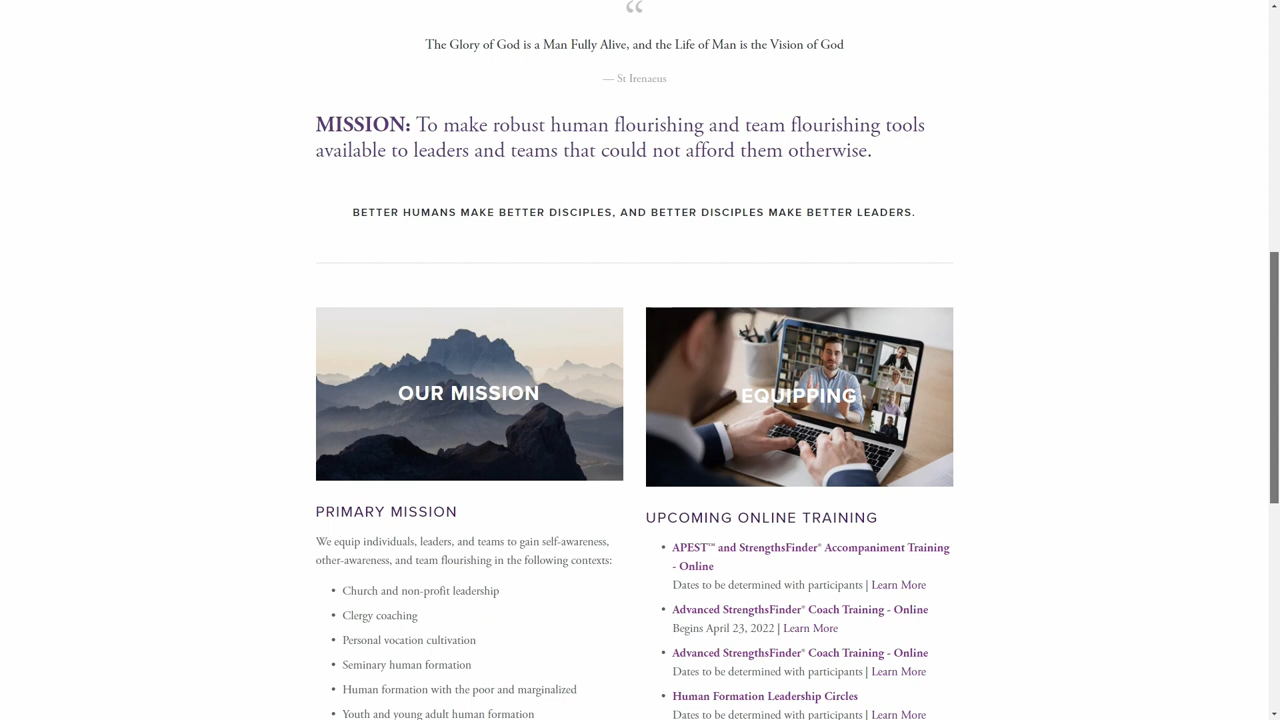 “
The Glory of God is a Man Fully Alive, and the Life of Man is the Vision of God
— St Irenaeus
MISSION: To make robust human flourishing and team flourishing tools
available to leaders and teams that could not afford them otherwise.
BETTER HUMANS MAKE BETTER DISCIPLES, AND BETTER DISCIPLES MAKE BETTER LEADERS.
OUR MISSION
PRIMARY MISSION
We equip individuals, leaders, and teams to gain self-awareness,
other-awareness, and team flourishing in the following contexts:
• Church and non-profit leadership
• Clergy coaching
• Personal vocation cultivation
• Seminary human formation
• Human formation with the poor and marginalized
• Youth and young adult human formation
EQUIPPING
UPCOMING ONLINE TRAINING
• APEST™ and StrengthsFinder® Accompaniment Training
- Online
Dates to be determined with participants | Learn More
• Advanced StrengthsFinder® Coach Training - Online
Begins April 23, 2022 | Learn More
• Advanced StrengthsFinder® Coach Training - Online
Dates to be determined with participants | Learn More
• Human Formation Leadership Circles
Dates to be determined with participants | Learn More